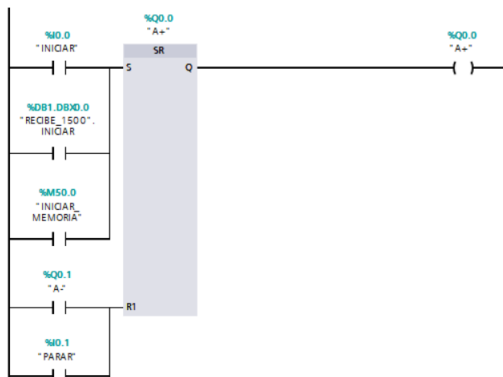 %Q0.0
"A+"
SR
%I0.0
"INICIAR"
S
Q
%Q0.0
"A+"
%DB1.DBX0.0
"RECIBE_1500".
INICIAR
%M50.0
"INICIAR_
MEMORIA"
%Q0.1
"A-"
R1
%I0.1
"PARAR"